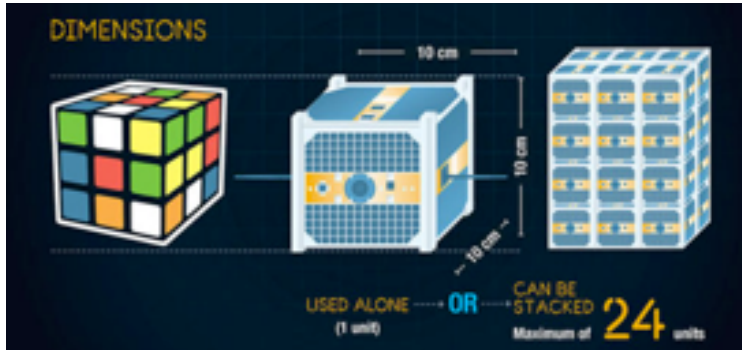 DIMENSIONS
10 cm
10 cm
10 cm
USED ALONE
(1 unit)
OR
CAN BE
STACKED
Maximum of 24 units